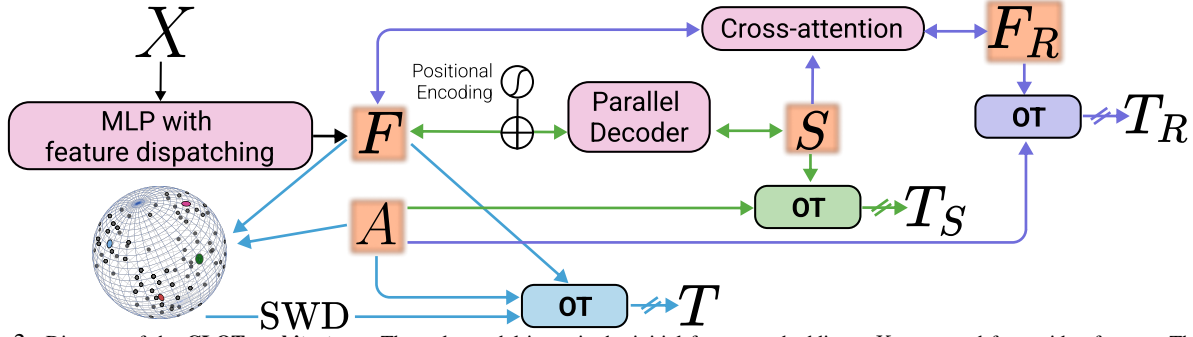 X
Cross-attention
F_R
Positional
Encoding
Parallel
Decoder
MLP with
feature dispatching
F
S
OT
T_R
A
OT
T_S
OT
T
SWD